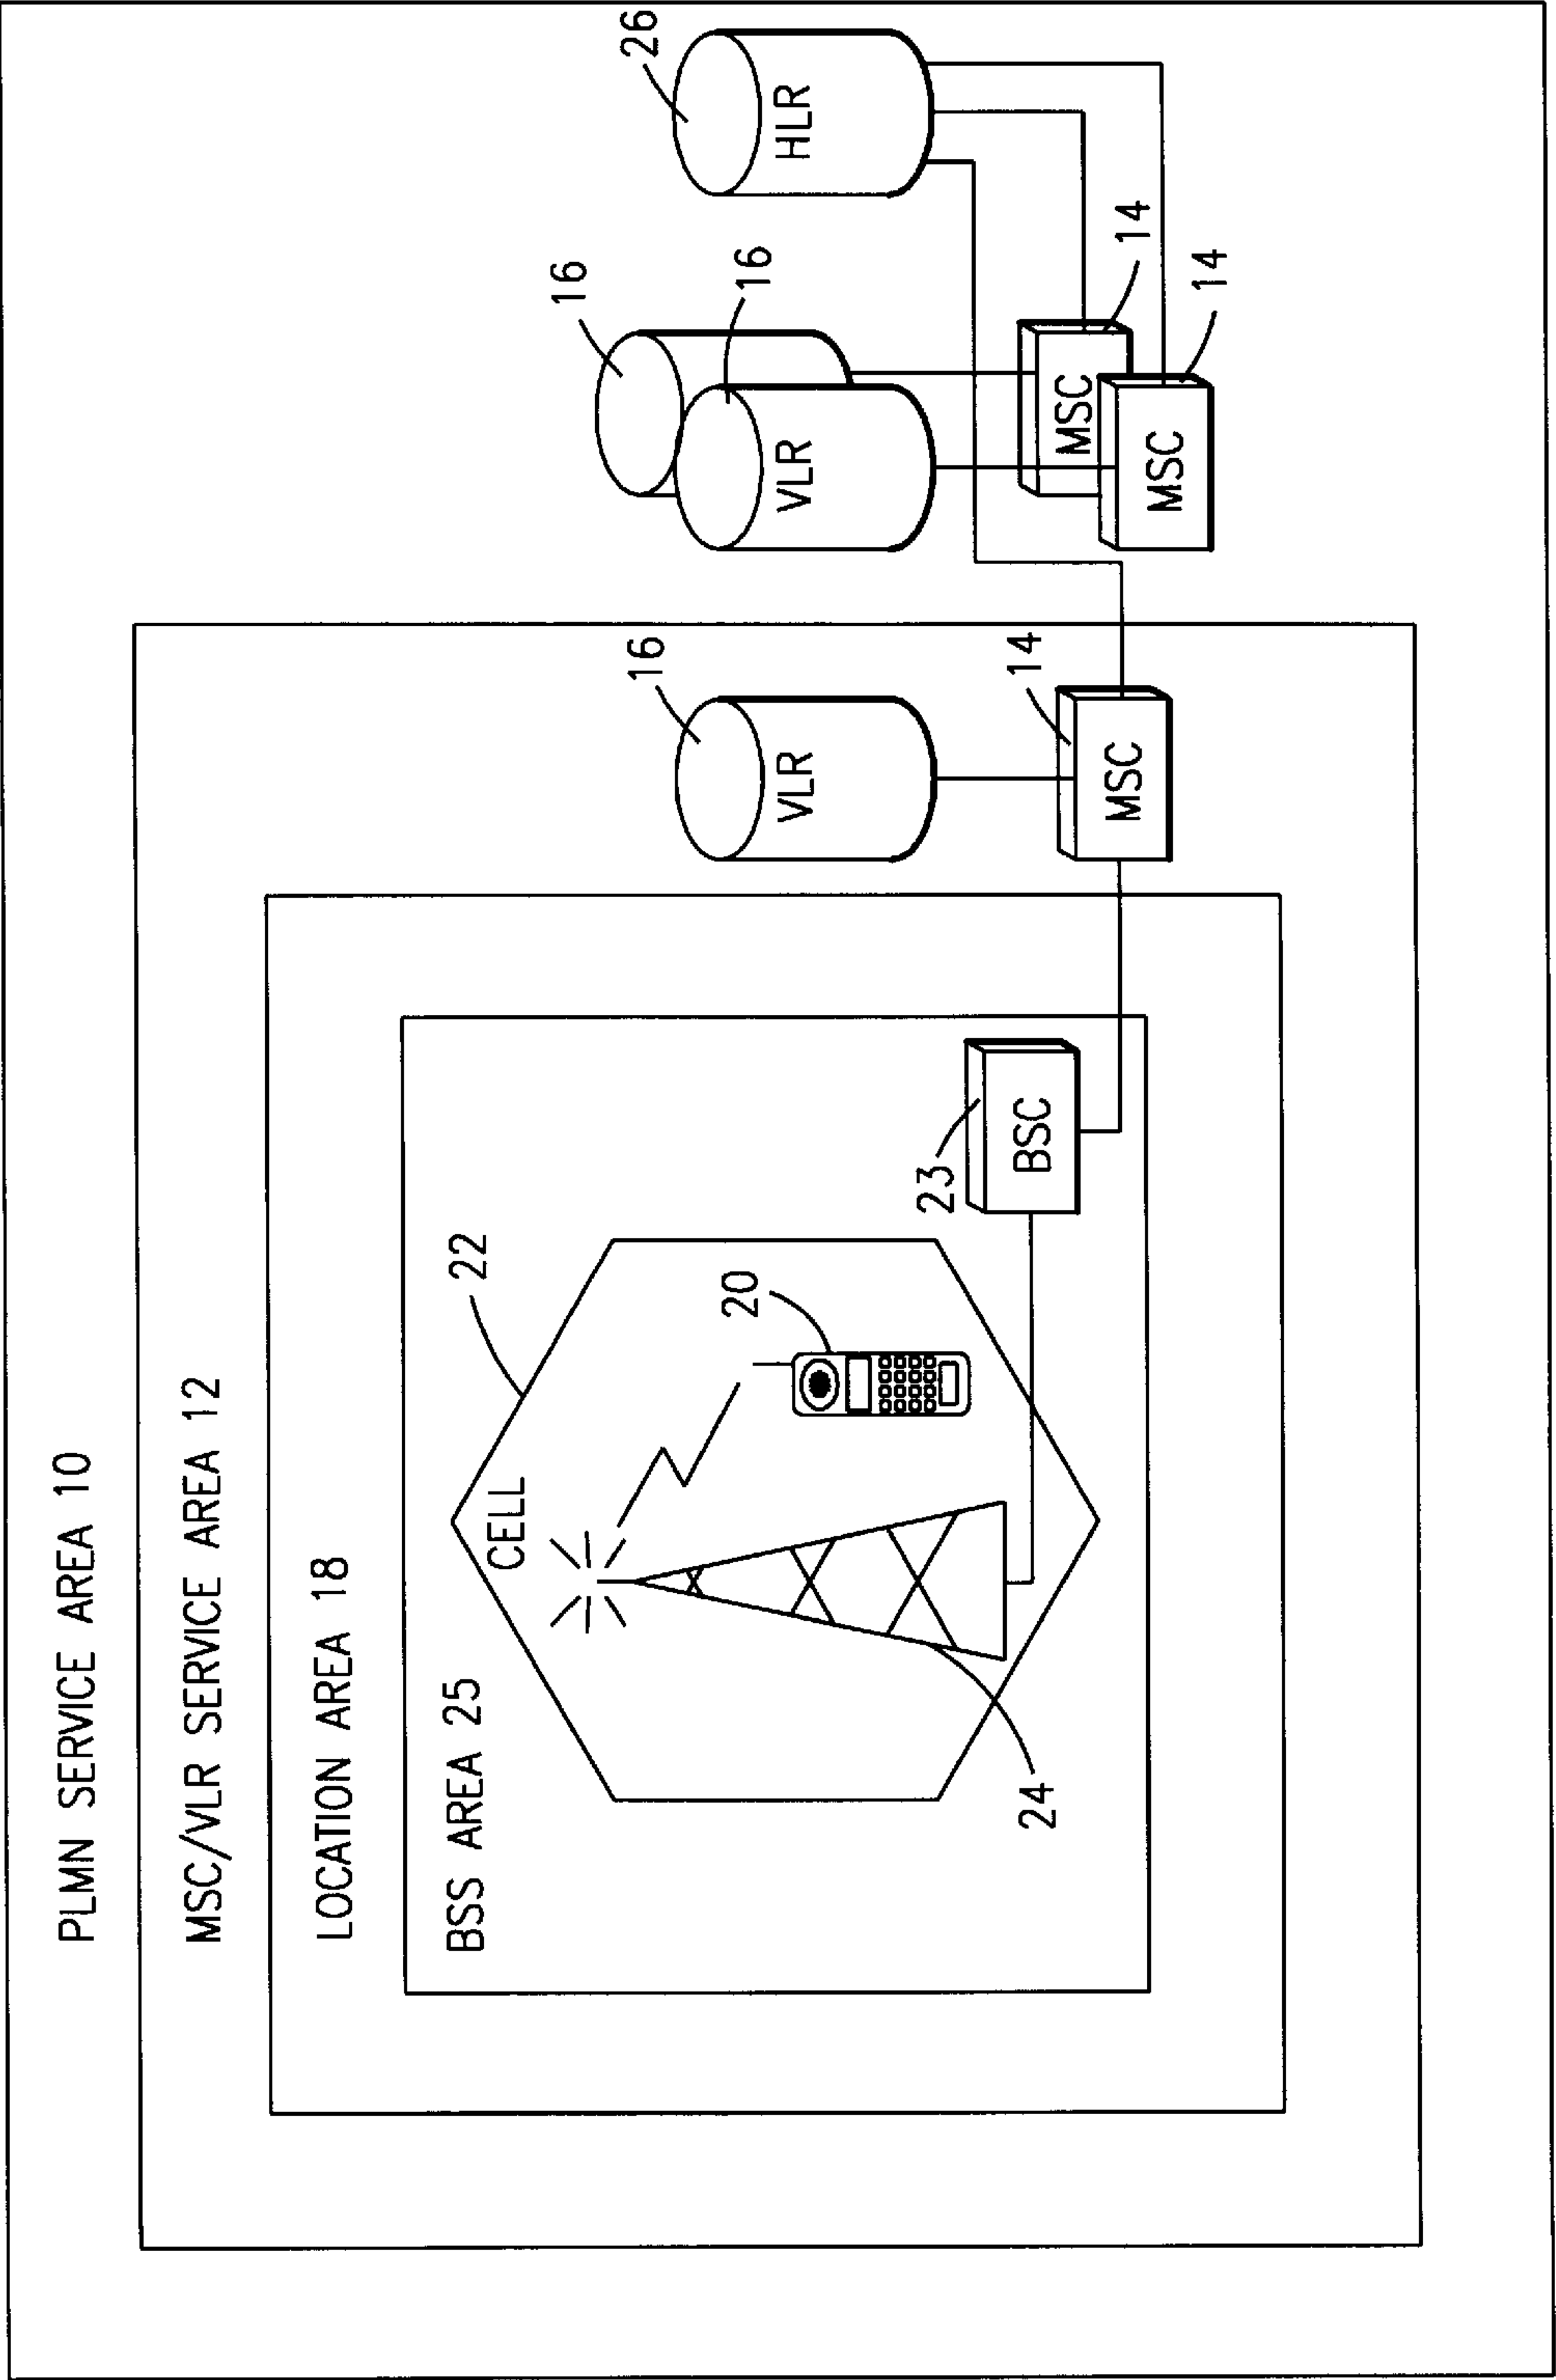 PLMN SERVICE AREA 10
MSC/VLR SERVICE AREA 12
LOCATION AREA 18
BSS AREA 25
CELL
22
20
24
23
BSC
16
VLR
14
MSC
16
16
VLR
14
MSC
14
MSC
26
HLR